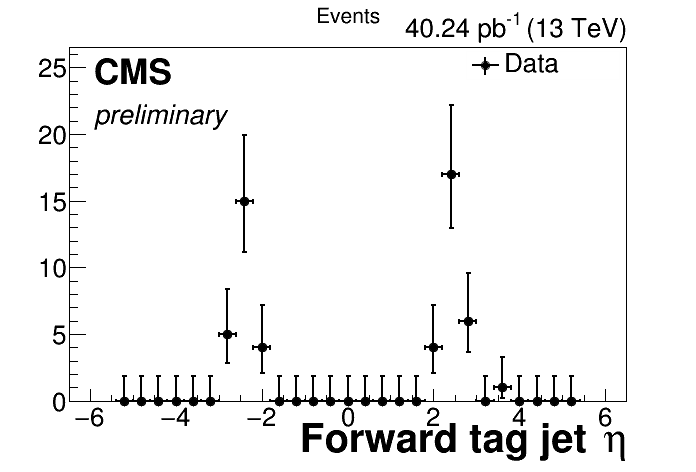 Events
40.24 pb⁻¹ (13 TeV)
CMS
preliminary
Data
25
20
15
10
5
0
−6 −4 −2 0 2 4 6
Forward tag jet η